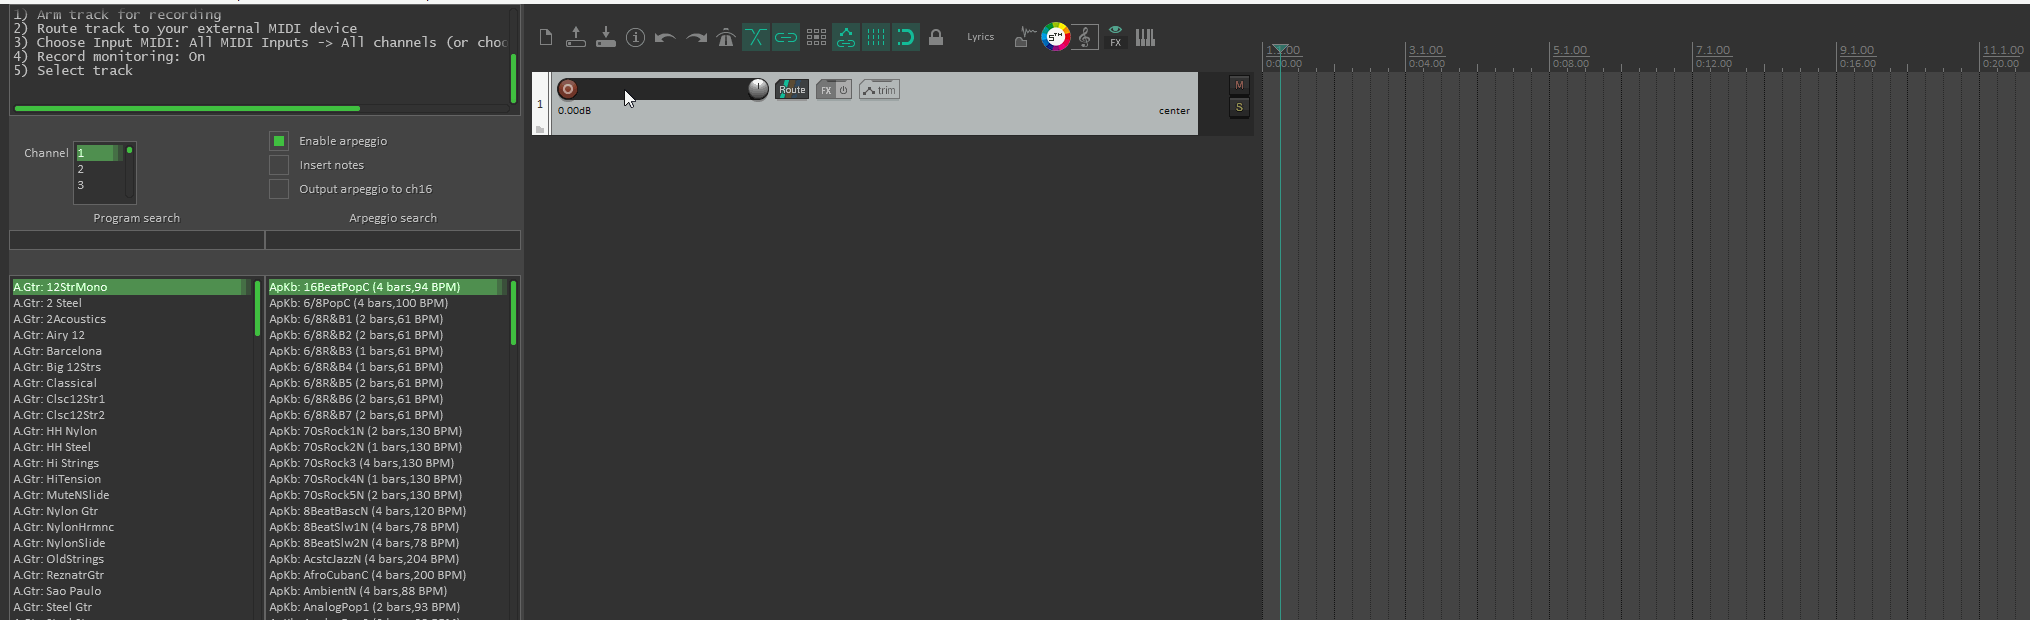 1) Arm track for recording
2) Route track to your external MIDI device
3) Choose Input MIDI: All MIDI Inputs -> All channels (or choo
4) Record monitoring: On
5) Select track
Channel
1
2
3
Enable arpeggio
Insert notes
Output arpeggio to ch16
Program search
Arpeggio search
A.Gtr: 12StrMono
A.Gtr: 2 Steel
A.Gtr: 2Acoustics
A.Gtr: Airy 12
A.Gtr: Barcelona
A.Gtr: Big 12Strs
A.Gtr: Classical
A.Gtr: Clsc12Str1
A.Gtr: Clsc12Str2
A.Gtr: HH Nylon
A.Gtr: HH Steel
A.Gtr: Hi Strings
A.Gtr: HiTension
A.Gtr: MuteNSlide
A.Gtr: Nylon Gtr
A.Gtr: NylonHrmnc
A.Gtr: NylonSlide
A.Gtr: OldStrings
A.Gtr: ReznatrGtr
A.Gtr: Sao Paulo
A.Gtr: Steel Gtr
ApKb: 16BeatPopC (4 bars,94 BPM)
ApKb: 6/8PopC (4 bars,100 BPM)
ApKb: 6/8R&B1 (2 bars,61 BPM)
ApKb: 6/8R&B2 (2 bars,61 BPM)
ApKb: 6/8R&B3 (1 bars,61 BPM)
ApKb: 6/8R&B4 (1 bars,61 BPM)
ApKb: 6/8R&B5 (2 bars,61 BPM)
ApKb: 6/8R&B6 (2 bars,61 BPM)
ApKb: 6/8R&B7 (2 bars,61 BPM)
ApKb: 70sRock1N (2 bars,130 BPM)
ApKb: 70sRock2N (1 bars,130 BPM)
ApKb: 70sRock3 (4 bars,130 BPM)
ApKb: 70sRock4N (1 bars,130 BPM)
ApKb: 70sRock5N (2 bars,130 BPM)
ApKb: 8BeatBascN (4 bars,120 BPM)
ApKb: 8BeatSlw1N (4 bars,78 BPM)
ApKb: 8BeatSlw2N (4 bars,78 BPM)
ApKb: AcstcJazzN (4 bars,204 BPM)
ApKb: AfroCubanC (4 bars,200 BPM)
ApKb: AmbientN (4 bars,88 BPM)
ApKb: AnalogPop1 (2 bars,93 BPM)
Lyrics
5TH
FX
1
Route
FX
trim
0.00dB
center
M
S
1.1.00 3.1.00 5.1.00 7.1.00 9.1.00 11.1.00
0:00.00 0:04.00 0:08.00 0:12.00 0:16.00 0:20.00